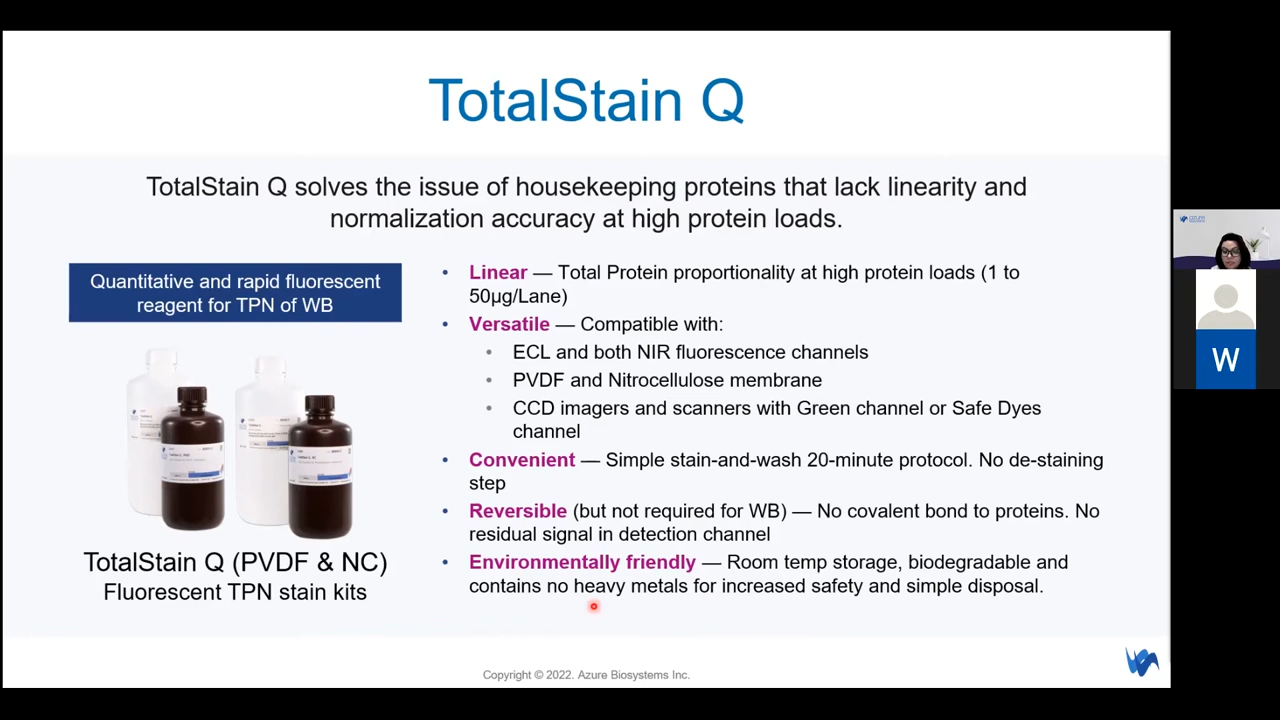 TotalStain Q
TotalStain Q solves the issue of housekeeping proteins that lack linearity and
normalization accuracy at high protein loads.
Quantitative and rapid fluorescent
reagent for TPN of WB
TotalStain Q (PVDF & NC)
Fluorescent TPN stain kits
• Linear — Total Protein proportionality at high protein loads (1 to
50µg/Lane)
• Versatile — Compatible with:
• ECL and both NIR fluorescence channels
• PVDF and Nitrocellulose membrane
• CCD imagers and scanners with Green channel or Safe Dyes
channel
• Convenient — Simple stain-and-wash 20-minute protocol. No de-staining
step
• Reversible (but not required for WB) — No covalent bond to proteins. No
residual signal in detection channel
• Environmentally friendly — Room temp storage, biodegradable and
contains no heavy metals for increased safety and simple disposal.
Copyright © 2022. Azure Biosystems Inc.
W